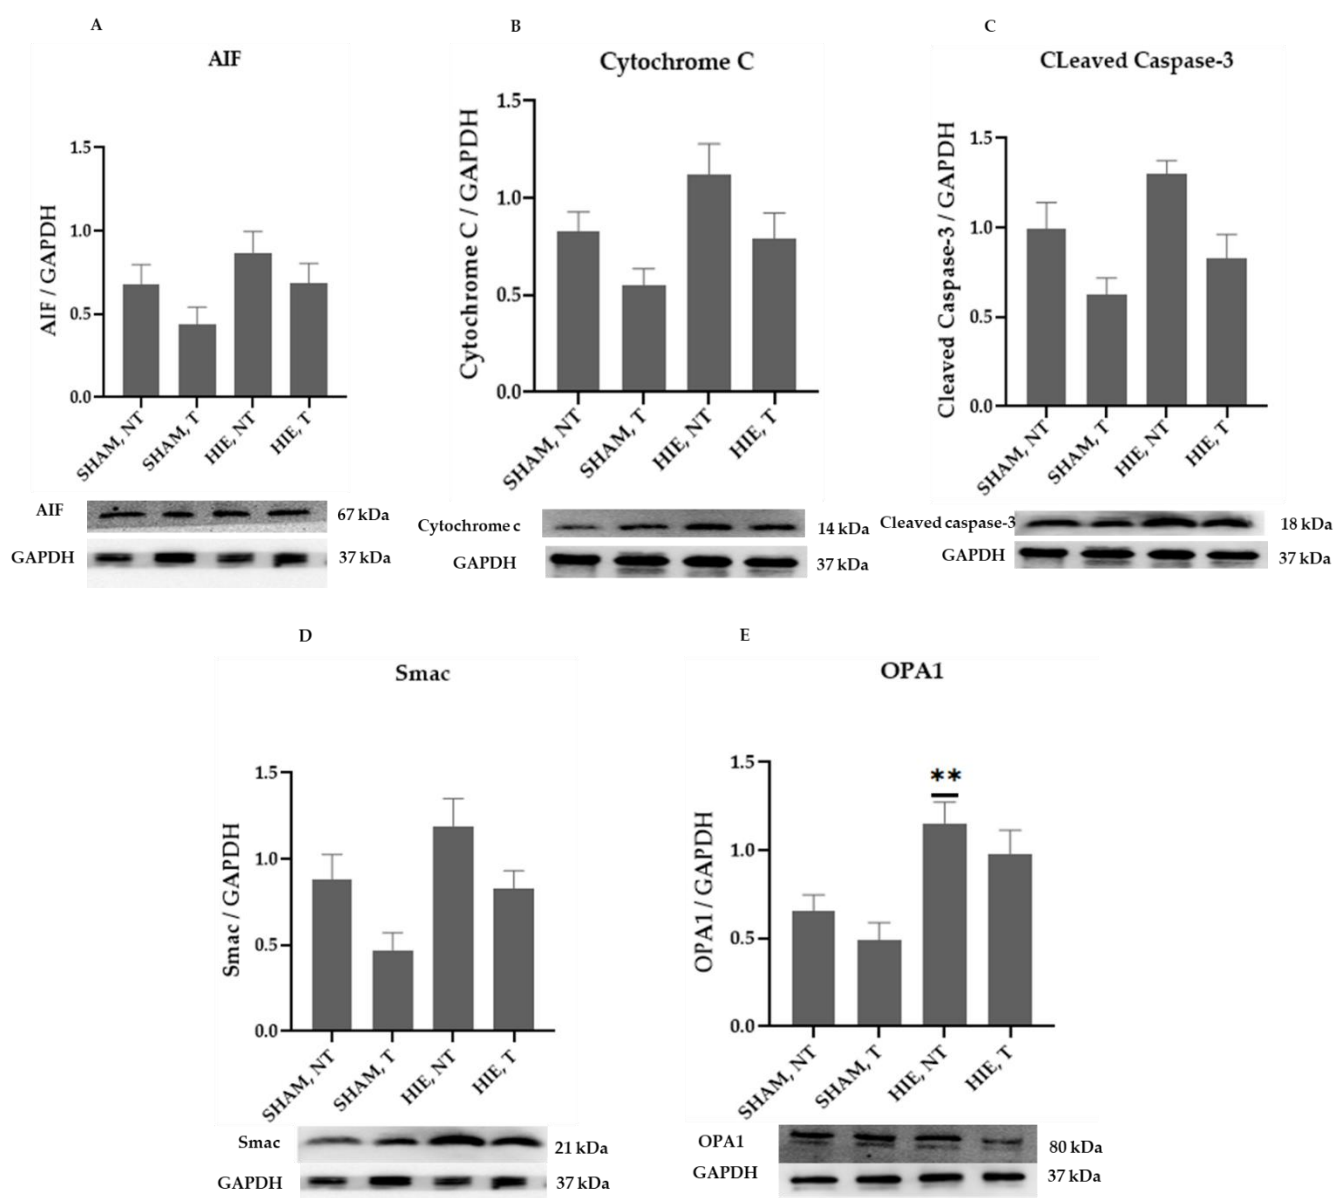 A
B
C
AIF
Cytochrome C
CLeaved Caspase-3
AIF / GAPDH
1.5
1.0
0.5
0.0
SHAM, NT
SHAM, T
HIE, NT
HIE, T
Cytochrome C / GAPDH
1.5
1.0
0.5
0.0
SHAM, NT
SHAM, T
HIE, NT
HIE, T
Cleaved Caspase-3 / GAPDH
1.5
1.0
0.5
0.0
SHAM, NT
SHAM, T
HIE, NT
HIE, T
AIF
67 kDa
GAPDH
37 kDa
Cytochrome c
14 kDa
GAPDH
37 kDa
Cleaved caspase-3
18 kDa
GAPDH
37 kDa
D
E
Smac
OPA1
Smac / GAPDH
1.5
1.0
0.5
0.0
SHAM, NT
SHAM, T
HIE, NT
HIE, T
OPA1 / GAPDH
1.5
1.0
0.5
0.0
**
SHAM, NT
SHAM, T
HIE, NT
HIE, T
Smac
21 kDa
GAPDH
37 kDa
OPA1
80 kDa
GAPDH
37 kDa